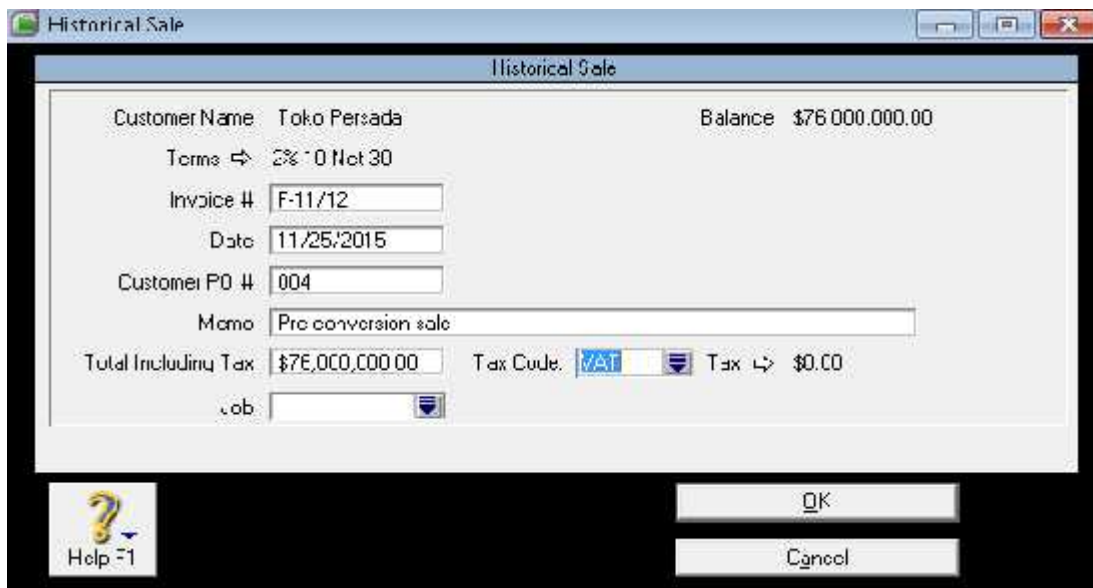 Historical Sale
Historical Sale
Customer Name Toko Persada Balance $76.000.000.00
Terms 2% 10 Net 30
Invoice # F-11/12
Date 11/25/2015
Customer PO # 004
Memo Pre conversion sale
Total Including Tax $76,000,000.00 Tax Code: VAT Tax $0.00
Job
Help F1
OK
Cancel